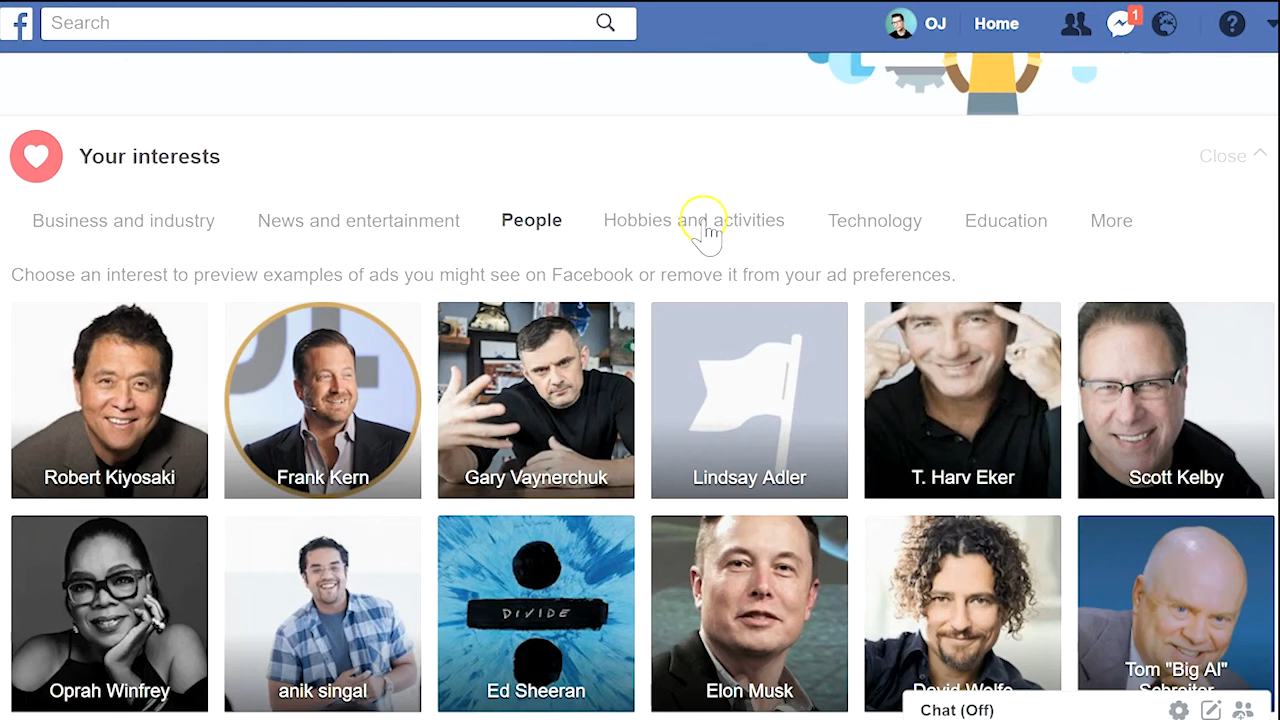 f
Search
OJ
Home
1
?
Your interests
Close
Business and industry
News and entertainment
People
Hobbies and activities
Technology
Education
More
Choose an interest to preview examples of ads you might see on Facebook or remove it from your ad preferences.
Robert Kiyosaki
Frank Kern
Gary Vaynerchuk
Lindsay Adler
T. Harv Eker
Scott Kelby
Oprah Winfrey
anik singal
DIVIDE
Ed Sheeran
Elon Musk
David Wolfe
Tom "Big Al"
Schreiter
Chat (Off)